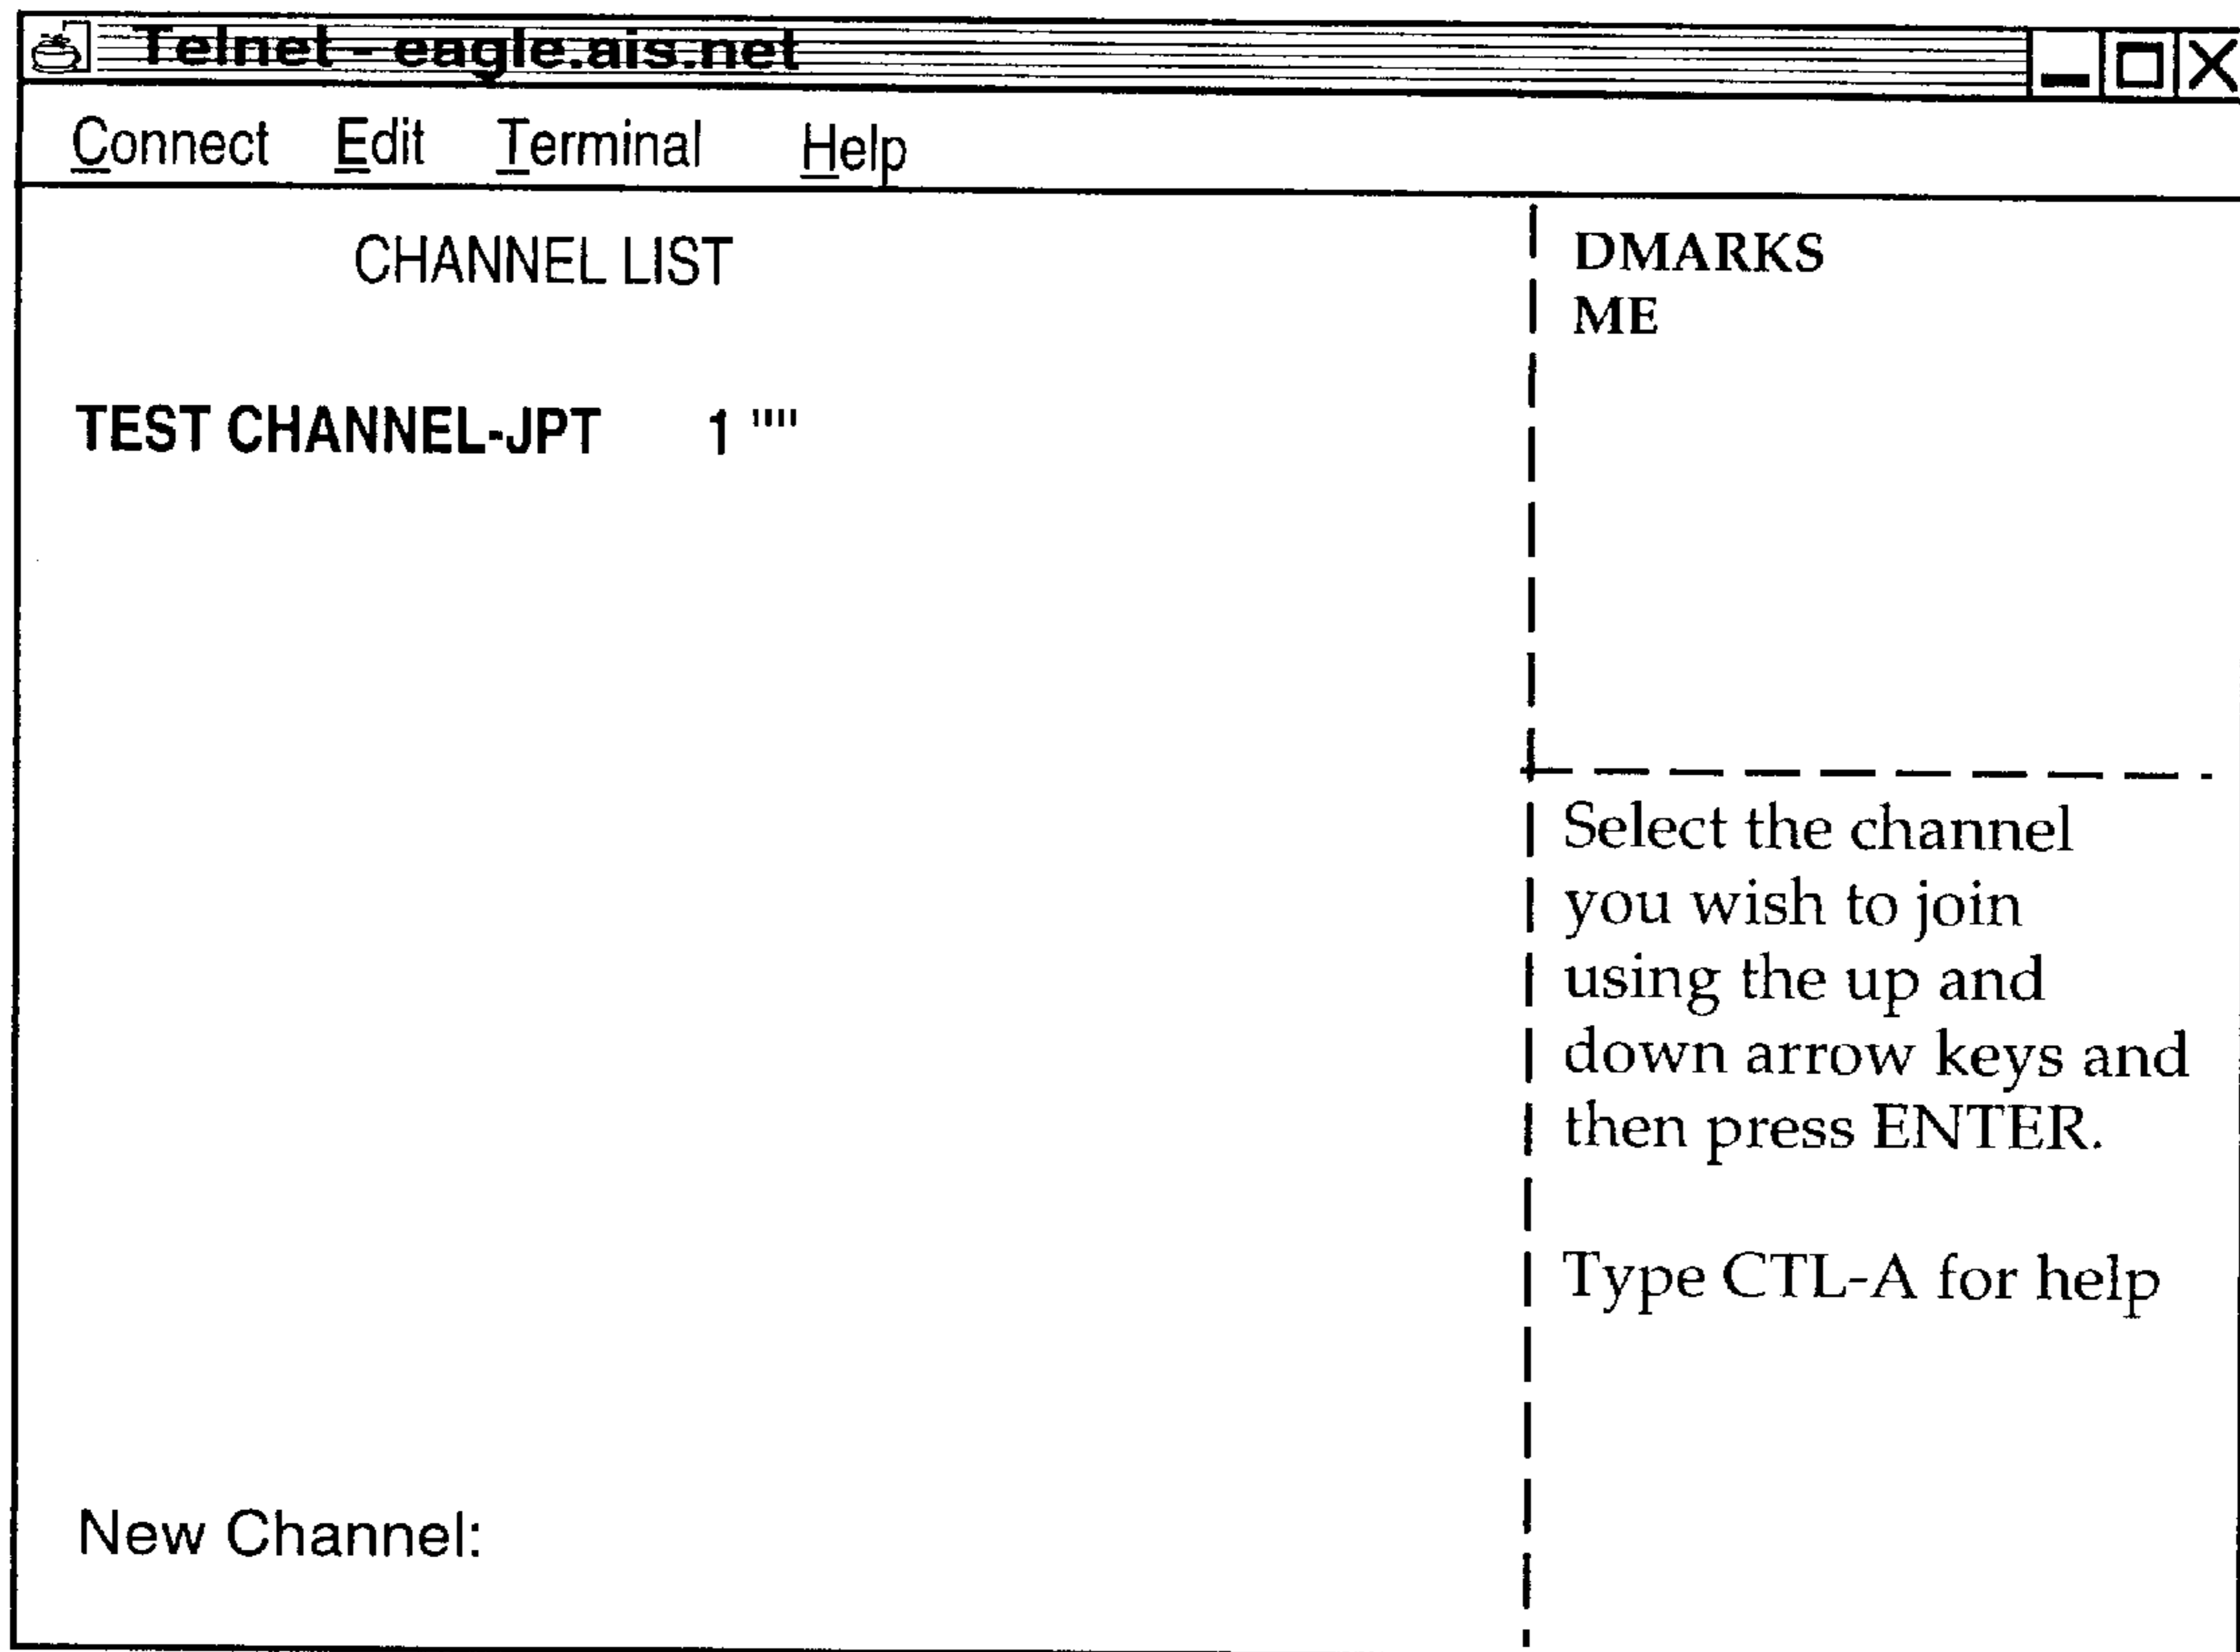 Telnet - eagle.ais.net
Connect Edit Terminal Help
CHANNEL LIST
TEST CHANNEL-JPT 1 ""
New Channel:
DMARKS
ME
Select the channel
you wish to join
using the up and
down arrow keys and
then press ENTER.
Type CTL-A for help